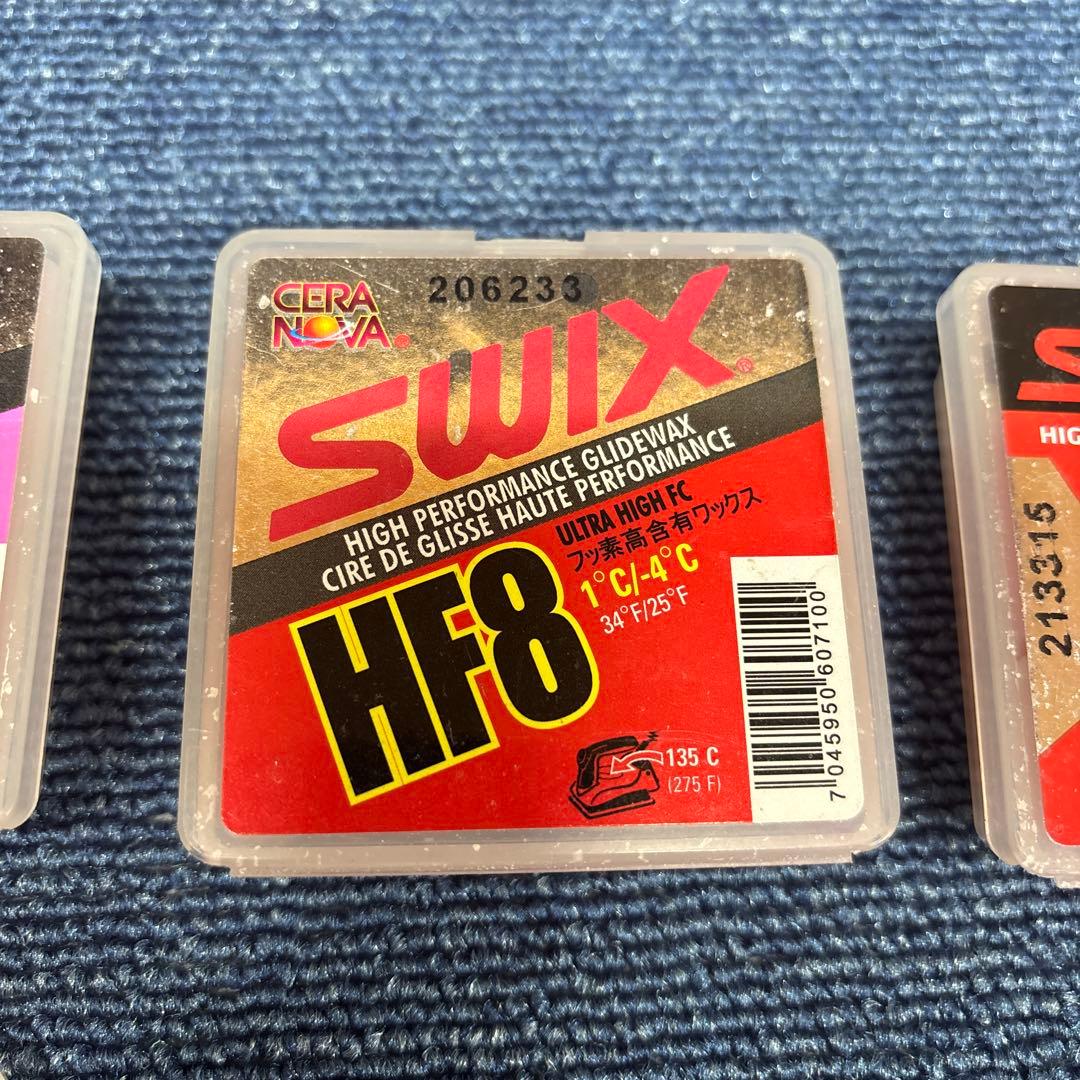 CERA
NOVA®
206233
SWIX®
HIGH PERFORMANCE GLIDEWAX
CIRE DE GLISSE HAUTE PERFORMANCE
ULTRA HIGH FC
フッ素高含有ワックス
1°C/-4°C
34°F/25°F
HF8
135 C
(275 F)
7 045950 607100
HIG
213315